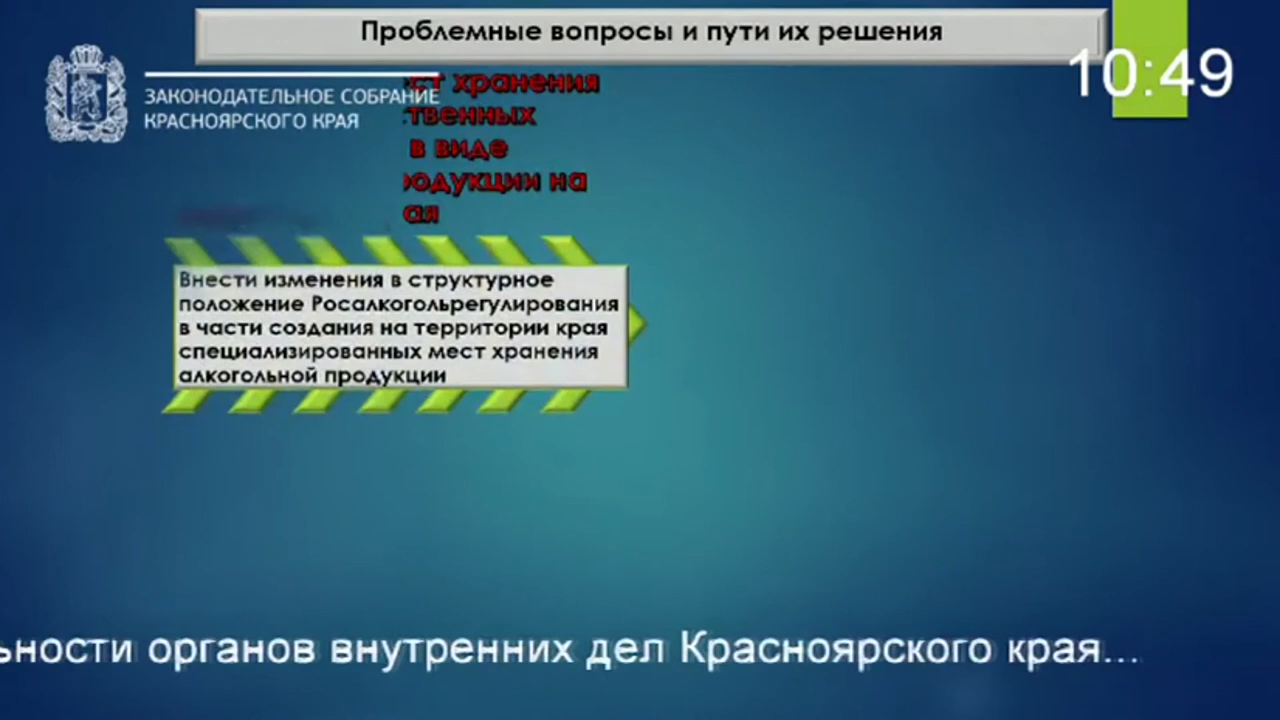 Проблемные вопросы и пути их решения
10:49
ЗАКОНОДАТЕЛЬНОЕ СОБРАНИЕ
КРАСНОЯРСКОГО КРАЯ
хранения
в виде
на
Внести изменения в структурное
положение Росалкогольрегулирования
в части создания на территории края
специализированных мест хранения
алкогольной продукции
органов внутренних дел Красноярского края...